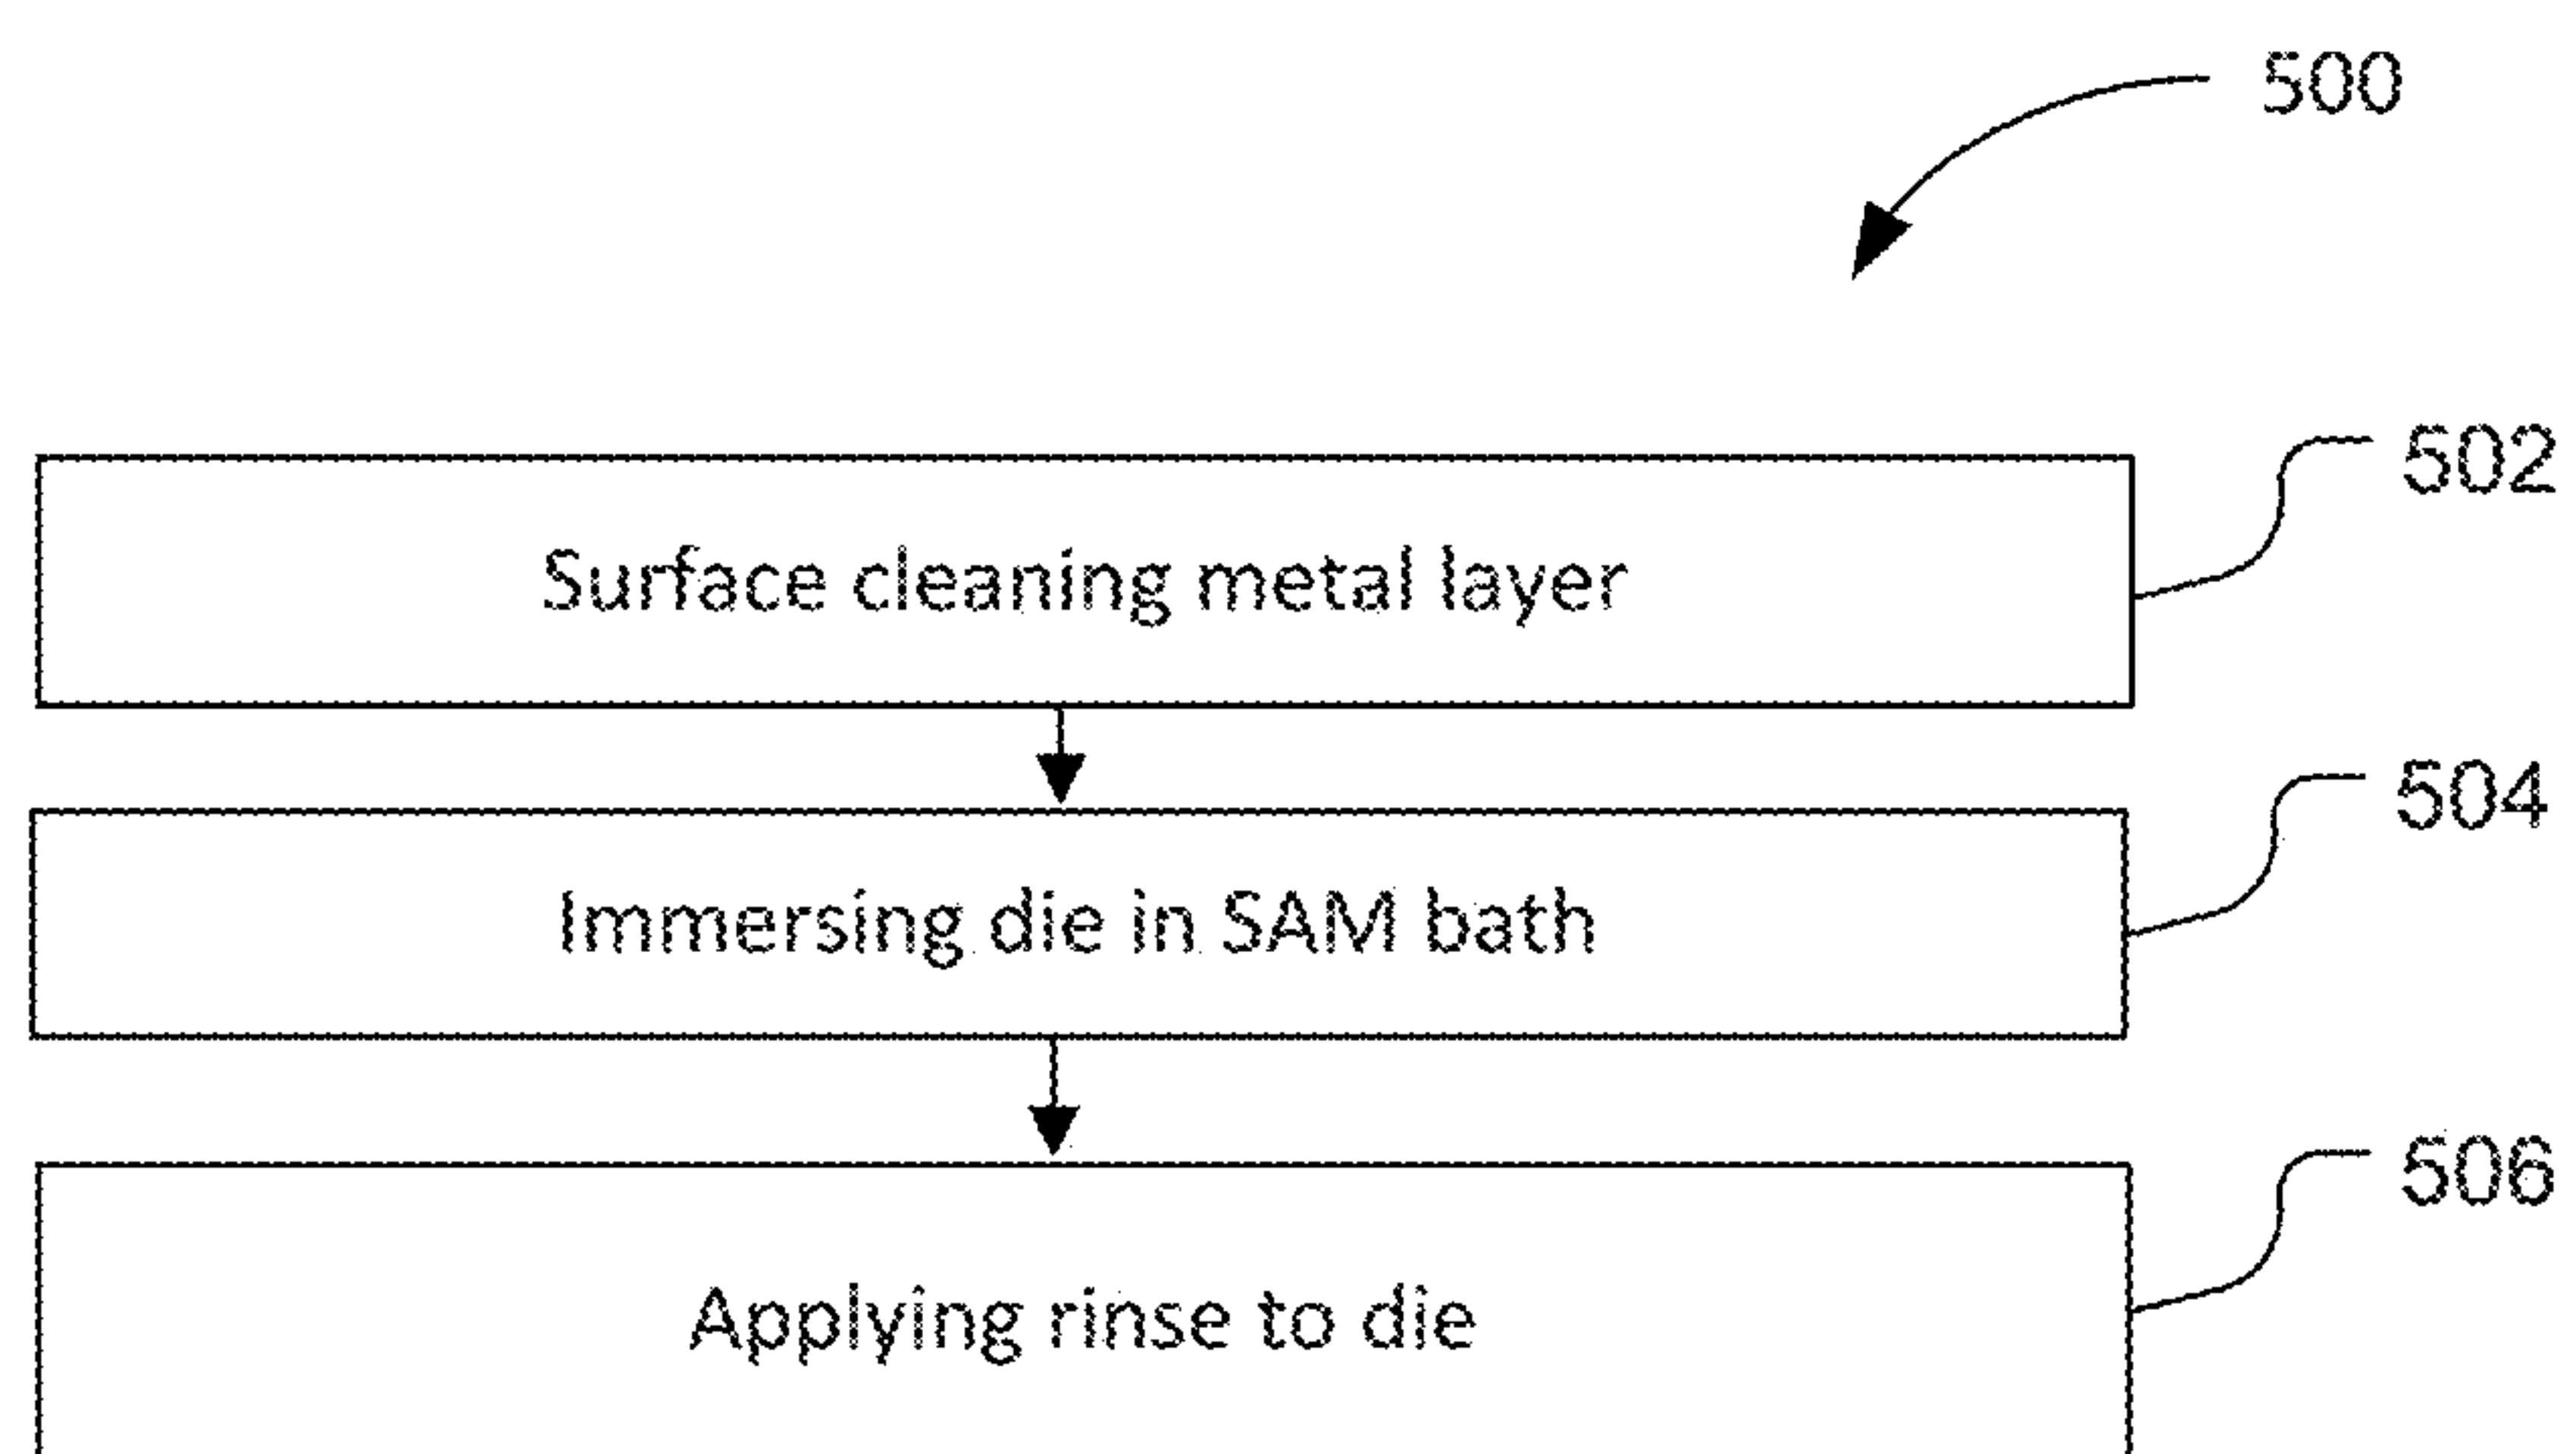 500
502
Surface cleaning metal layer
504
Immersing die in SAM bath
506
Applying rinse to die